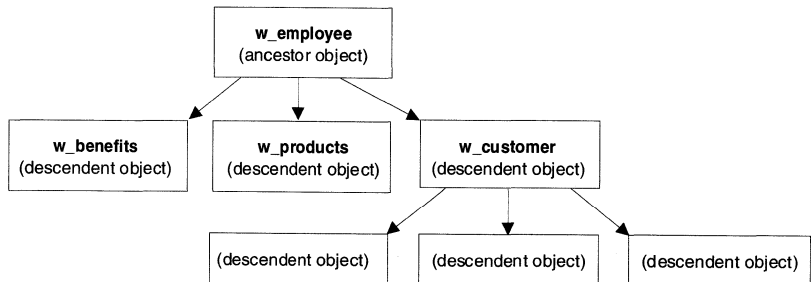 w_employee
(ancestor object)
w_benefits
(descendent object)
w_products
(descendent object)
w_customer
(descendent object)
(descendent object)
(descendent object)
(descendent object)